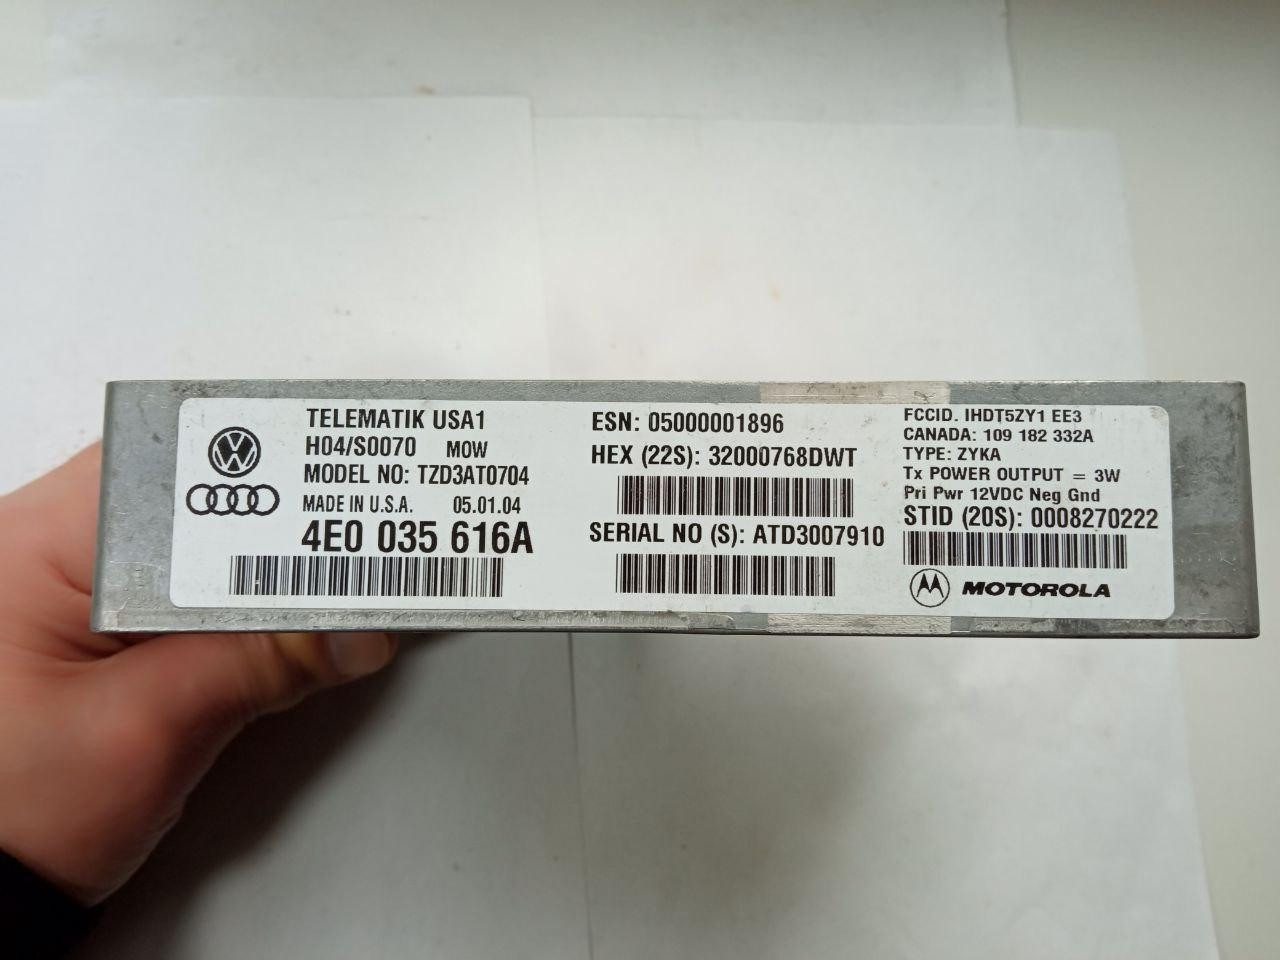 TELEMATIK USA1
H04/S0070 MOW
MODEL NO: TZD3AT0704
MADE IN U.S.A. 05.01.04
4E0 035 616A
ESN: 05000001896
HEX (22S): 32000768DWT
SERIAL NO (S): ATD3007910
FCCID. IHDT5ZY1 EE3
CANADA: 109 182 332A
TYPE: ZYKA
Tx POWER OUTPUT = 3W
Pri Pwr 12VDC Neg Gnd
STID (20S): 0008270222
MOTOROLA